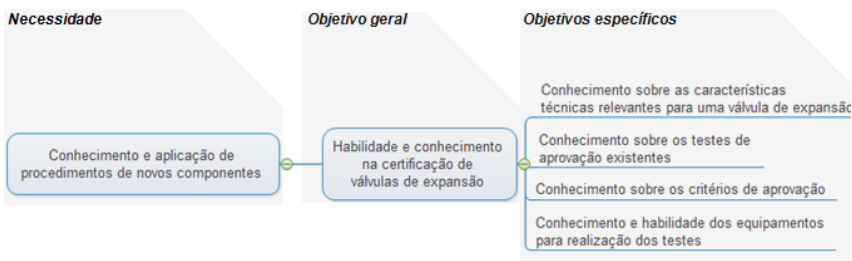 Necessidade
Objetivo geral
Objetivos específicos
Conhecimento e aplicação de
procedimentos de novos componentes
Habilidade e conhecimento
na certificação de
válvulas de expansão
Conhecimento sobre as características
técnicas relevantes para uma válvula de expansão
Conhecimento sobre os testes de
aprovação existentes
Conhecimento sobre os critérios de aprovação
Conhecimento e habilidade dos equipamentos
para realização dos testes